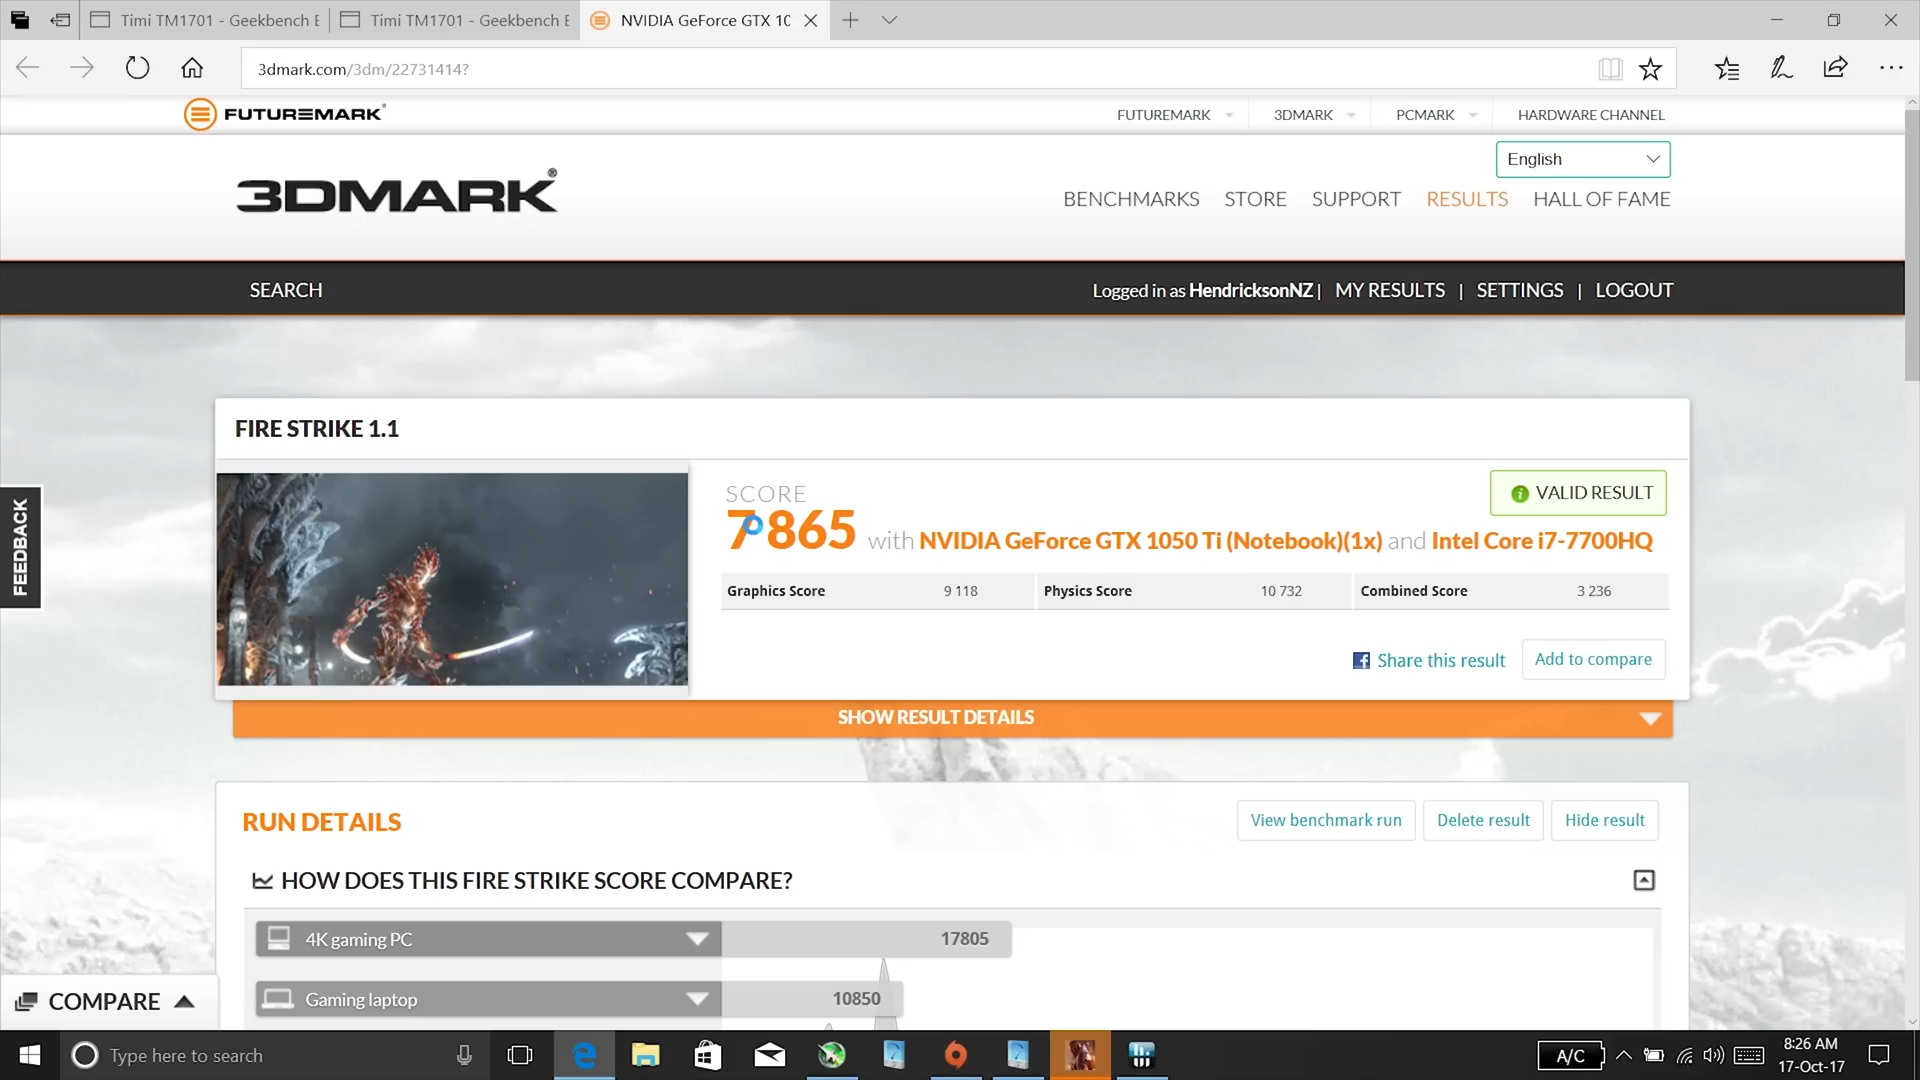 Timi TM1701 - Geekbench E
Timi TM1701 - Geekbench E
NVIDIA GeForce GTX 10
3dmark.com/3dm/22731414?
FUTUREMARK
FUTUREMARK
3DMARK
PCMARK
HARDWARE CHANNEL
English
3DMARK®
BENCHMARKS STORE SUPPORT RESULTS HALL OF FAME
SEARCH
Logged in as HendricksonNZ | MY RESULTS | SETTINGS | LOGOUT
FIRE STRIKE 1.1
FEEDBACK
SCORE
VALID RESULT
7 865 with NVIDIA GeForce GTX 1050 Ti (Notebook)(1x) and Intel Core i7-7700HQ
Graphics Score 9 118 Physics Score 10 732 Combined Score 3 236
Share this result
Add to compare
SHOW RESULT DETAILS
RUN DETAILS
View benchmark run
Delete result
Hide result
HOW DOES THIS FIRE STRIKE SCORE COMPARE?
4K gaming PC 17805
Gaming laptop 10850
COMPARE
Type here to search
A/C
8:26 AM
17-Oct-17